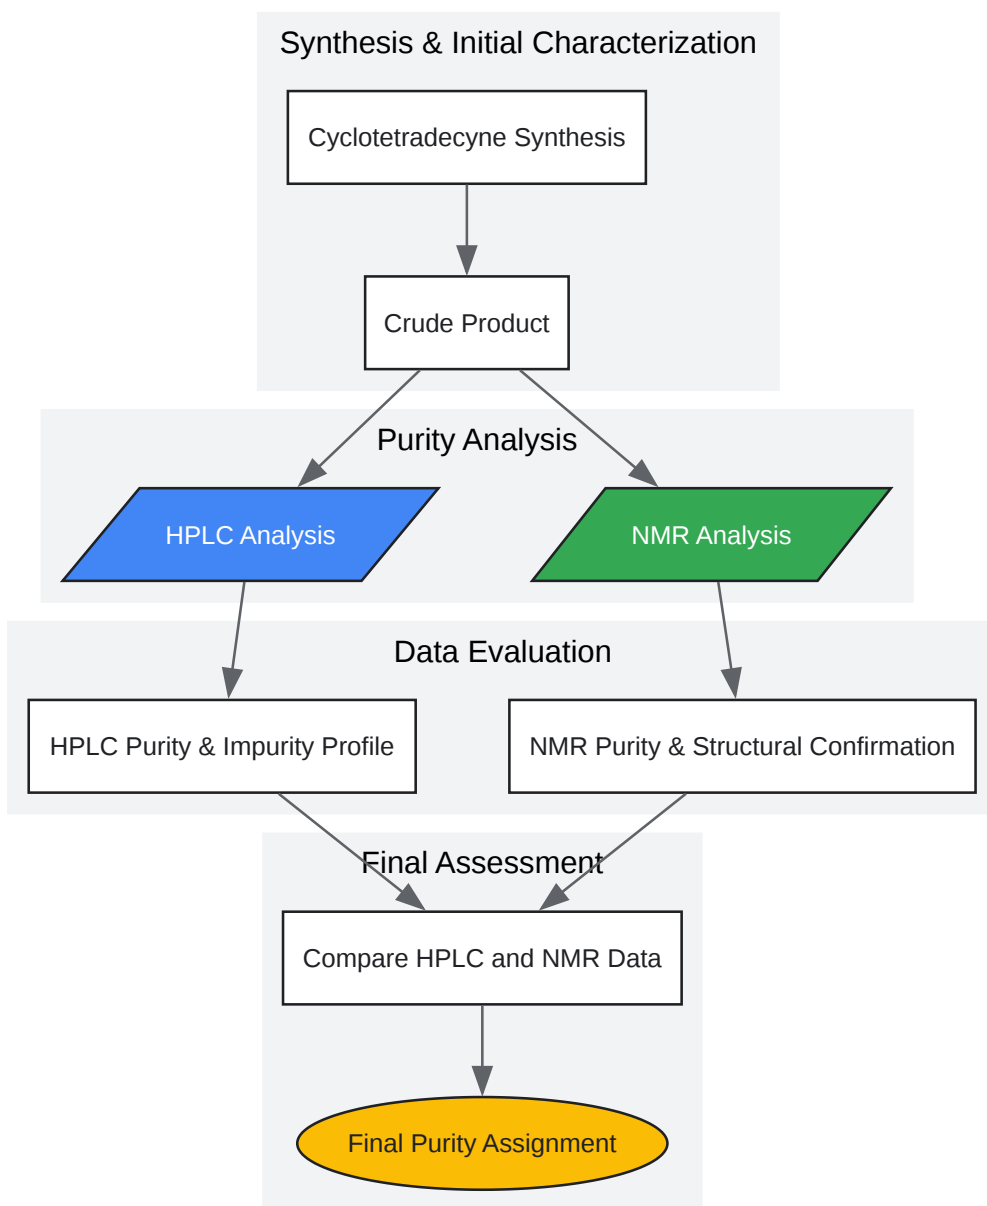 Synthesis & Initial Characterization
Cyclotetradecyne Synthesis
Crude Product
Purity Analysis
HPLC Analysis
NMR Analysis
Data Evaluation
HPLC Purity & Impurity Profile
NMR Purity & Structural Confirmation
Final Assessment
Compare HPLC and NMR Data
Final Purity Assignment